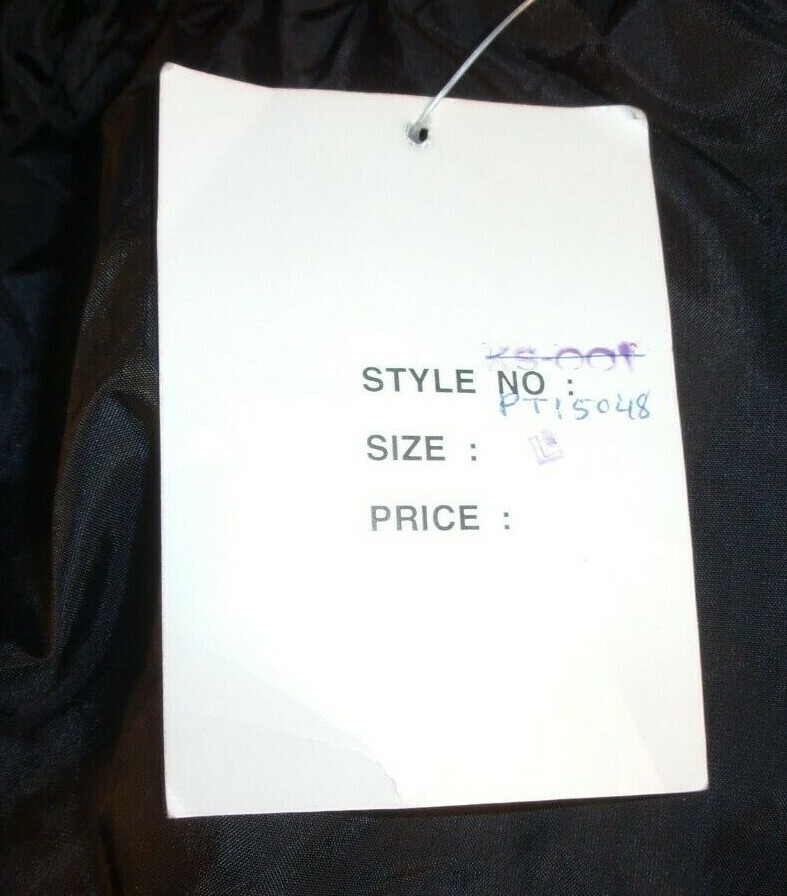 KS-001
STYLE NO :
PT15048
SIZE : L
PRICE :